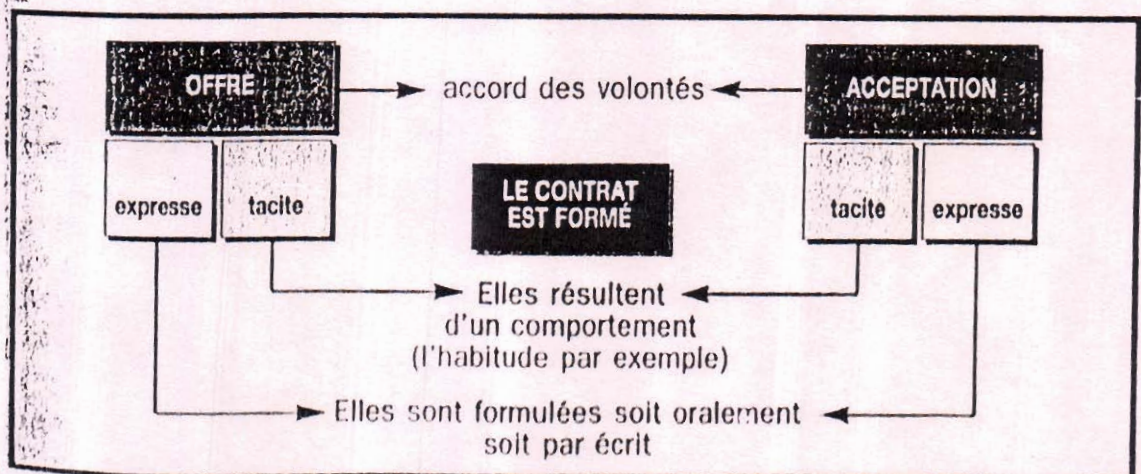 OFFRE
accord des volontés
ACCEPTATION
expresse
tacite
LE CONTRAT
EST FORMÉ
tacite
expresse
Elles résultent
d'un comportement
(l'habitude par exemple)
Elles sont formulées soit oralement
soit par écrit